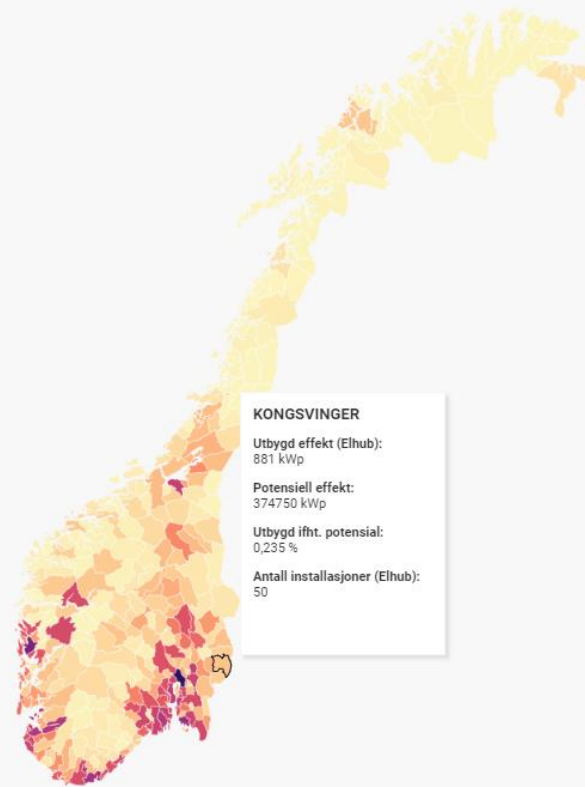 KONGSVINGER
Utbygd effekt (Elhub):
881 kWp
Potensiell effekt:
374750 kWp
Utbygd ifht. potensial:
0,235 %
Antall installasjoner (Elhub):
50